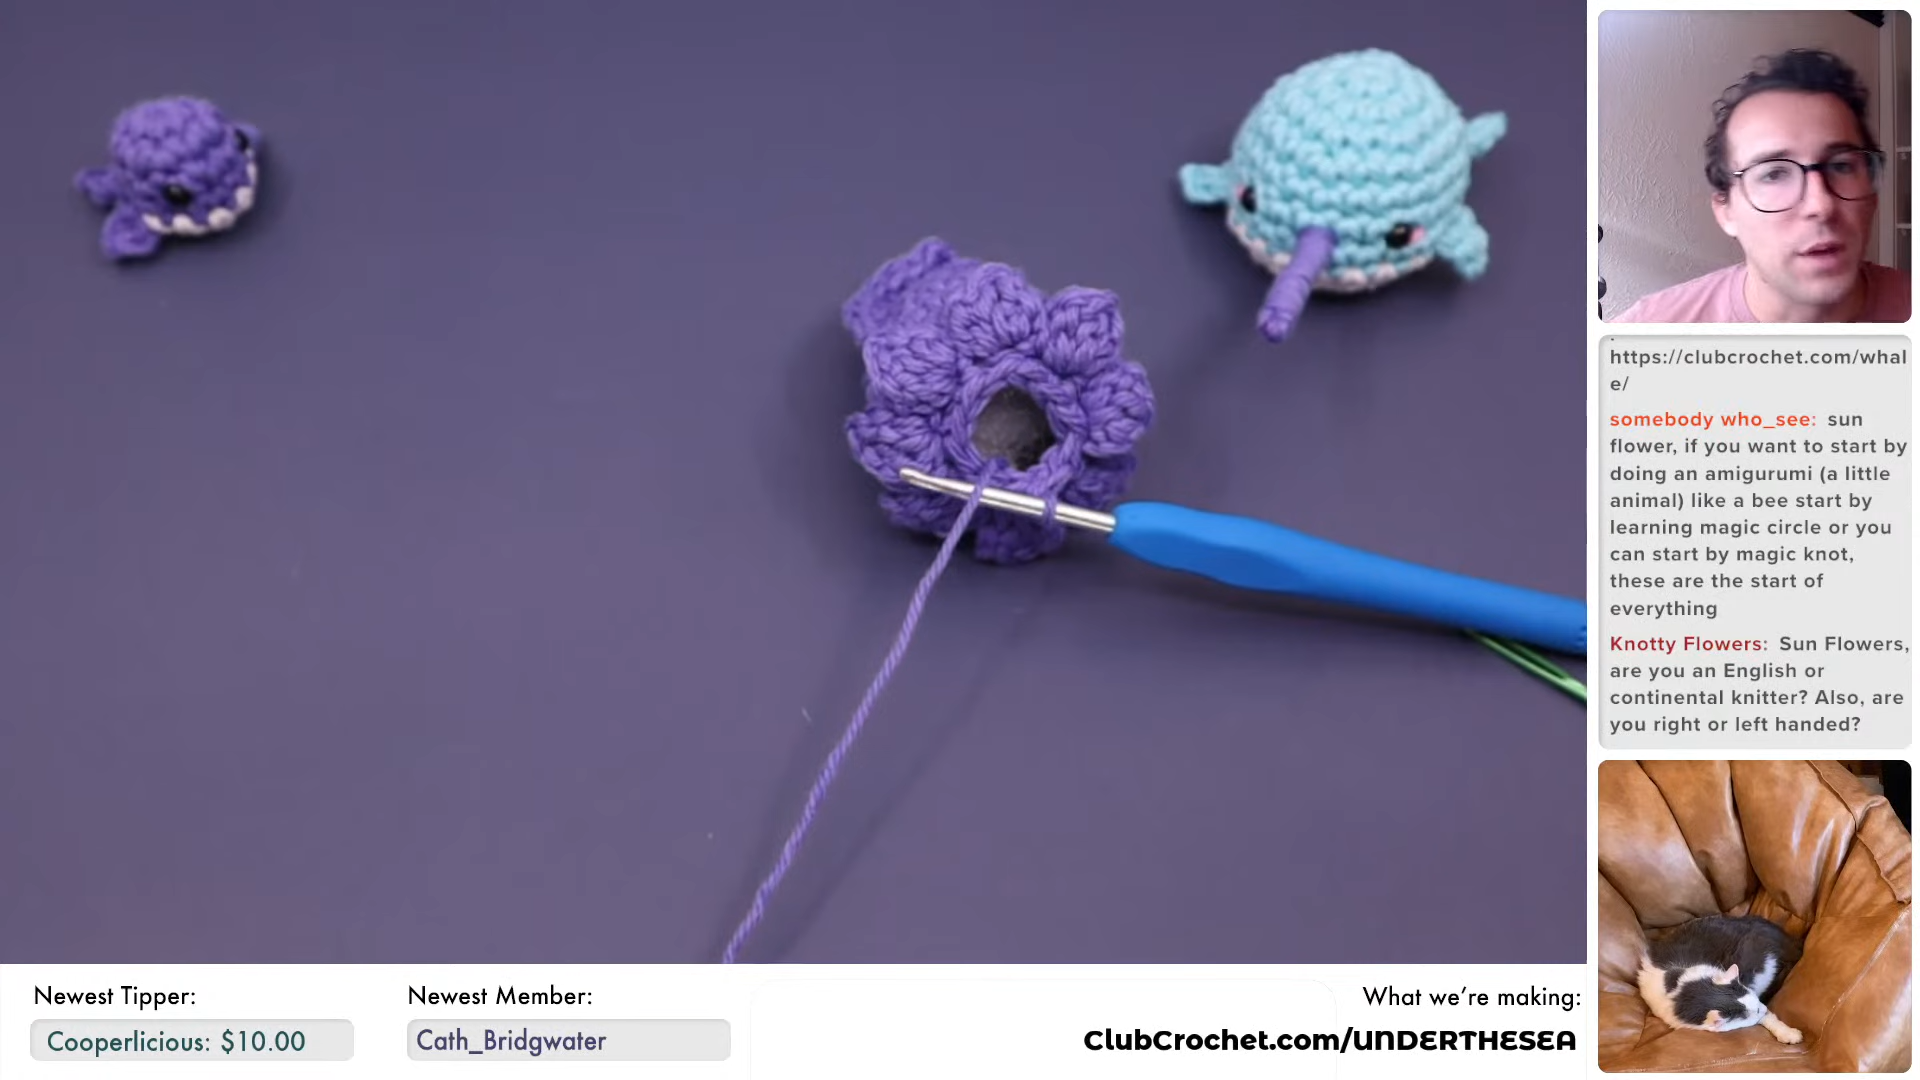 https://clubcrochet.com/whal
e/
somebody who_see: sun
flower, if you want to start by
doing an amigurumi (a little
animal) like a bee start by
learning magic circle or you
can start by magic knot,
these are the start of
everything
Knotty Flowers: Sun Flowers,
are you an English or
continental knitter? Also, are
you right or left handed?
Newest Tipper:
Cooperlicious: $10.00
Newest Member:
Cath_Bridgwater
What we're making:
ClubCrochet.com/UNDERTHESEA